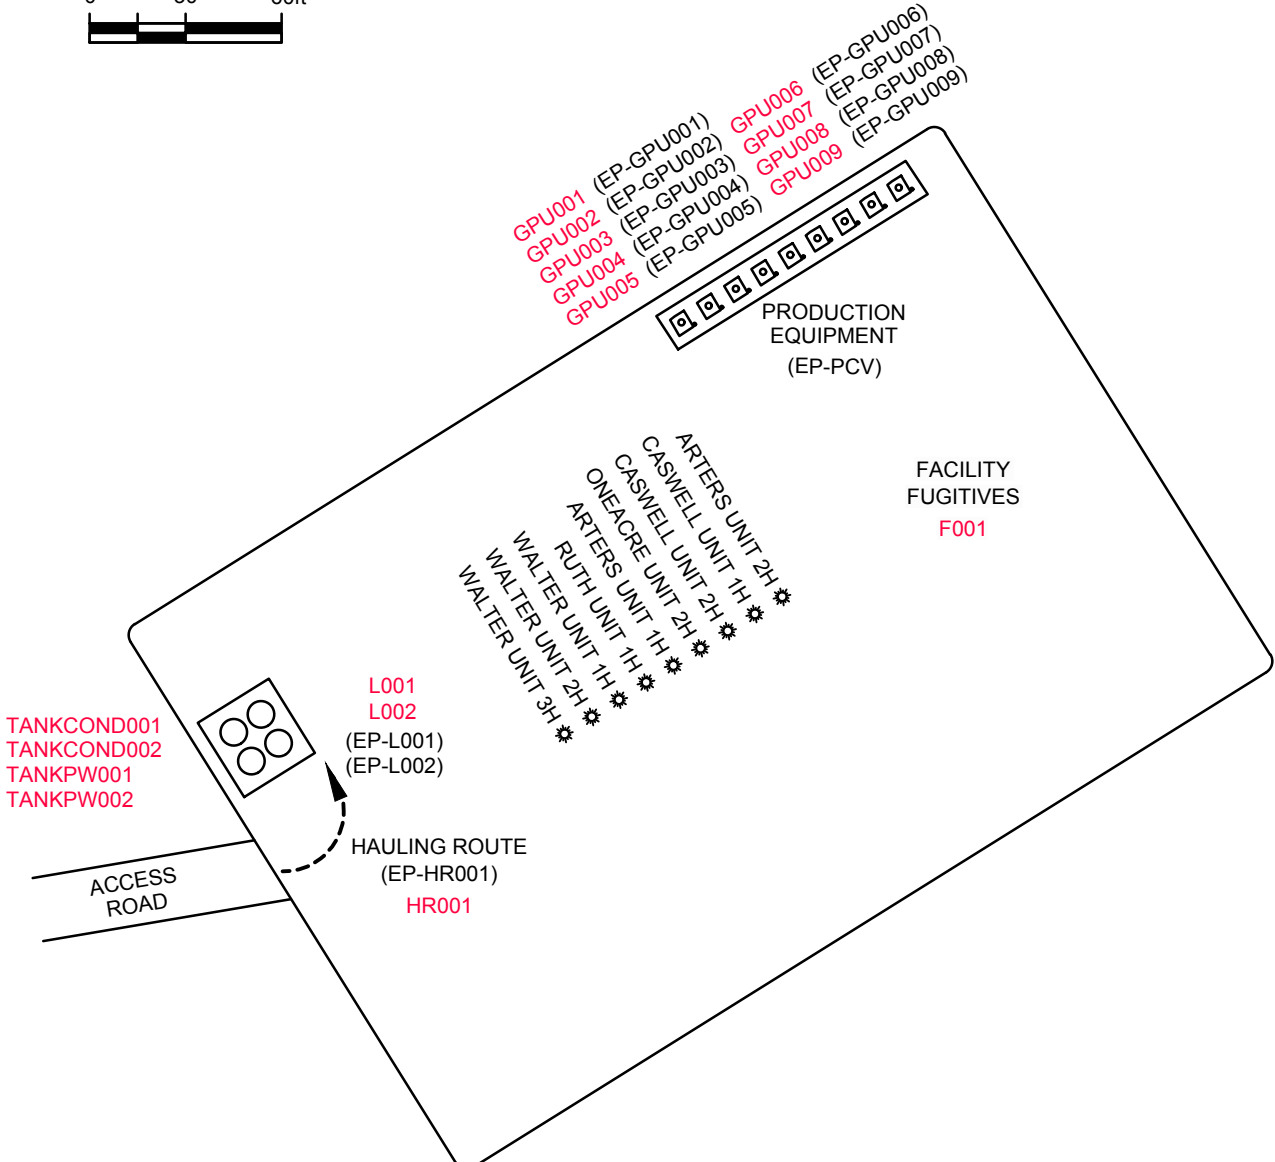 GPU001 (EP-GPU001)
GPU002 (EP-GPU002)
GPU003 (EP-GPU003)
GPU004 (EP-GPU004)
GPU005 (EP-GPU005)
GPU006 (EP-GPU006)
GPU007 (EP-GPU007)
GPU008 (EP-GPU008)
GPU009 (EP-GPU009)
PRODUCTION
EQUIPMENT
(EP-PCV)
FACILITY
FUGITIVES
F001
WALTER UNIT 3H
WALTER UNIT 2H
WALTER UNIT 1H
RUTH UNIT 1H
ARTERS UNIT 1H
ONEACRE UNIT 2H
CASWELL UNIT 2H
CASWELL UNIT 1H
ARTERS UNIT 2H
TANKCOND001
TANKCOND002
TANKPW001
TANKPW002
L001
L002
(EP-L001)
(EP-L002)
HAULING ROUTE
(EP-HR001)
HR001
ACCESS
ROAD